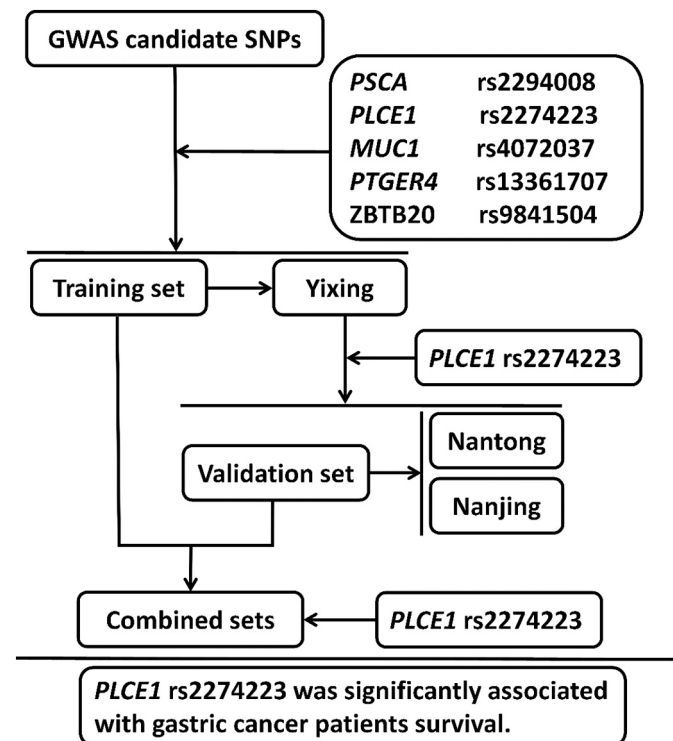 GWAS candidate SNPs
PSCA rs2294008
PLCE1 rs2274223
MUC1 rs4072037
PTGER4 rs13361707
ZBTB20 rs9841504
Training set
Yixing
PLCE1 rs2274223
Validation set
Nantong
Nanjing
Combined sets
PLCE1 rs2274223
PLCE1 rs2274223 was significantly associated
with gastric cancer patients survival.